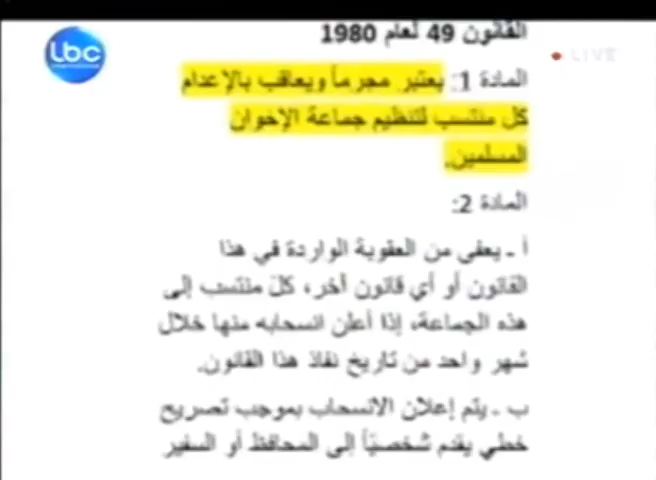 القانون 49 لعام 1980
LBC
LIVE
المادة 1: يعتبر مجرماً ويعاقب بالإعدام
كل منتسب لتنظيم جماعة الإخوان
المسلمين.
المادة 2:
أ ـ يعفى من العقوبة الواردة في هذا
القانون أو أي قانون آخر، كلّ منتسب إلى
هذه الجماعة، إذا أعلن انسحابه منها خلال
شهر واحد من تاريخ نفاذ هذا القانون.
ب ـ يتم إعلان الانسحاب بموجب تصريح
خطي يقدم شخصيّاً إلى المحافظ أو السفير